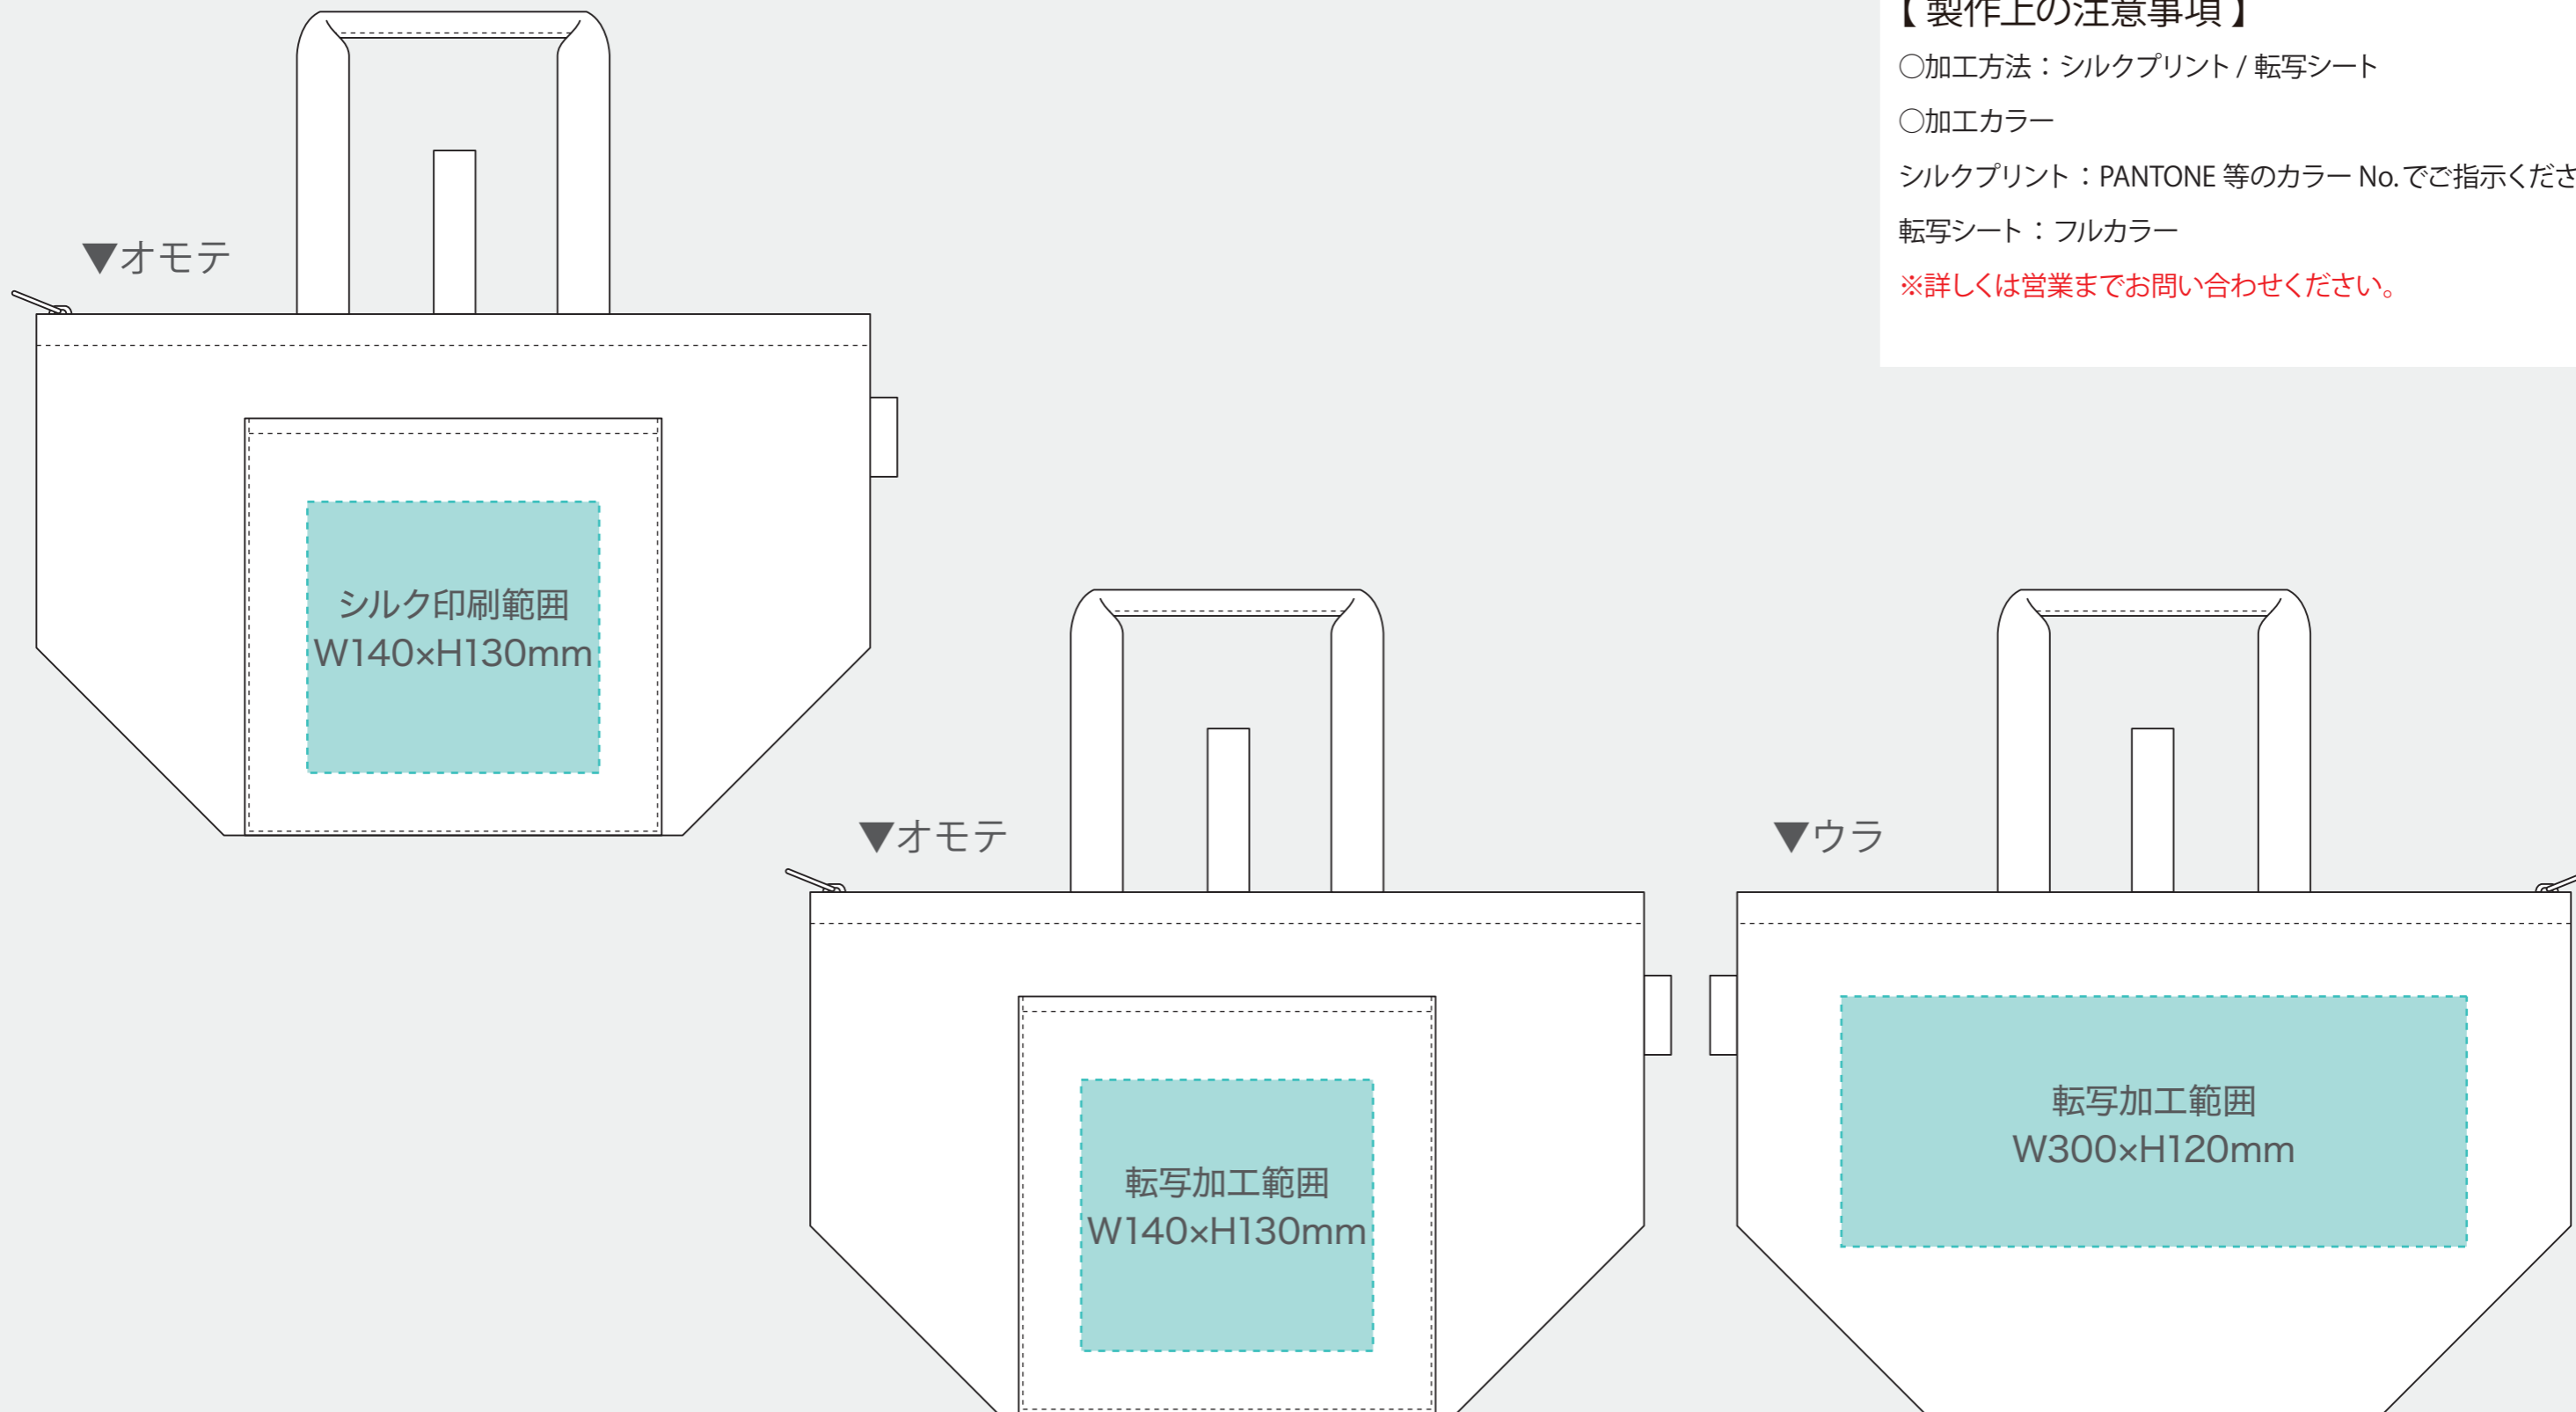 【 製作上の注意事項 】
○加工方法：シルクプリント / 転写シート
○加工カラー
シルクプリント：PANTONE 等のカラー No.でご指示くださ
転写シート：フルカラー
※詳しくは営業までお問い合わせください。
▼オモテ
シルク印刷範囲
W140×H130mm
▼オモテ
転写加工範囲
W140×H130mm
▼ウラ
転写加工範囲
W300×H120mm